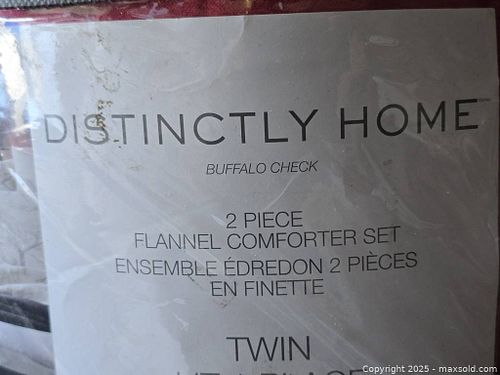 DISTINCTLY HOME
BUFFALO CHECK
2 PIECE
FLANNEL COMFORTER SET
ENSEMBLE ÉDREDON 2 PIÈCES
EN FINETTE
TWIN
Copyright © 2025 - maxsold.com